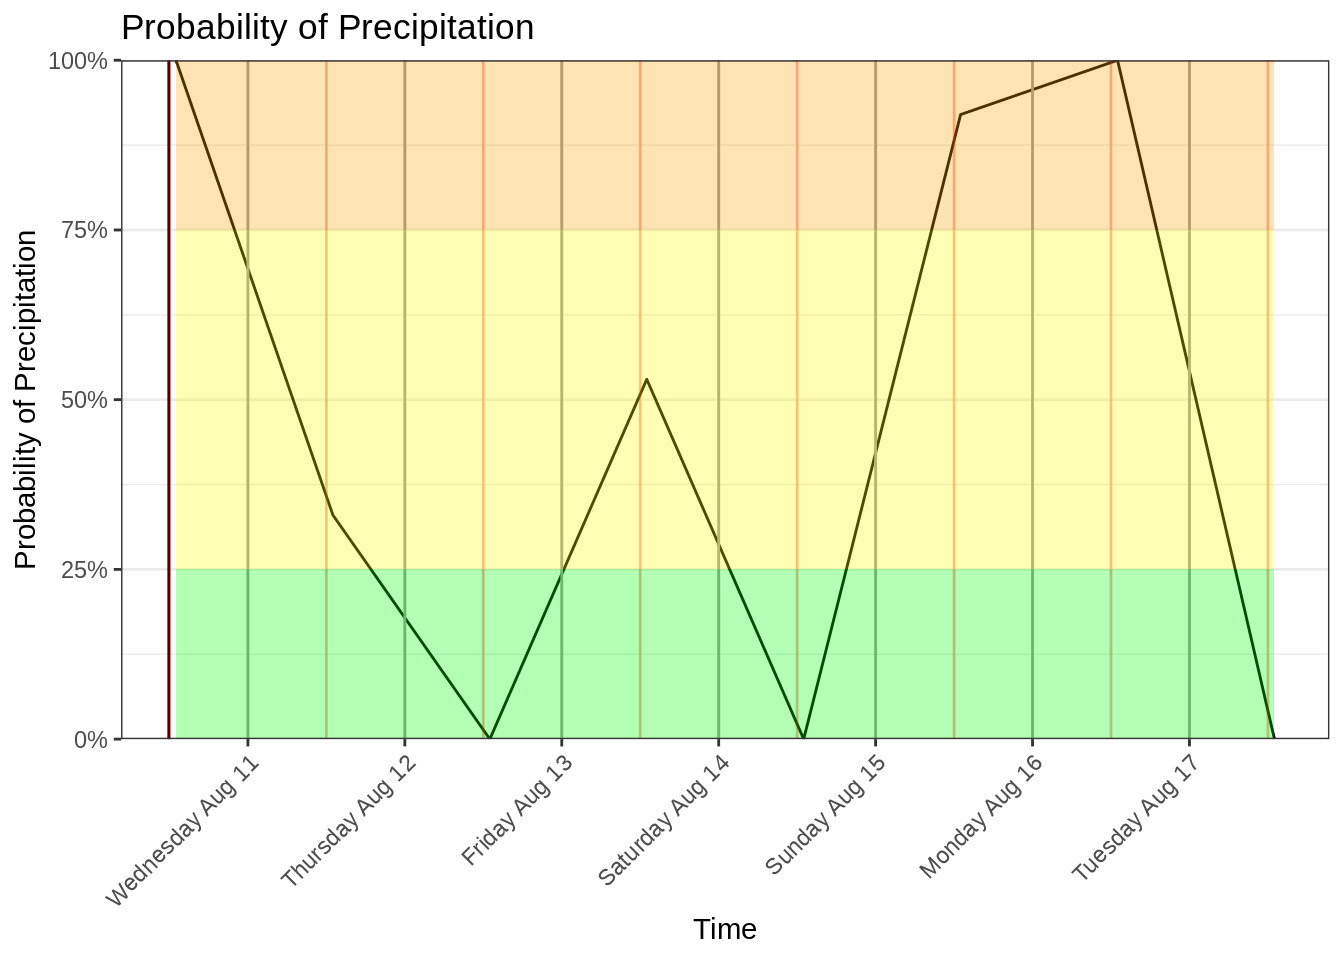 Probability of Precipitation
Probability of Precipitation
100%
75%
50%
25%
0%
Wednesday Aug 11
Thursday Aug 12
Friday Aug 13
Saturday Aug 14
Sunday Aug 15
Monday Aug 16
Tuesday Aug 17
Time